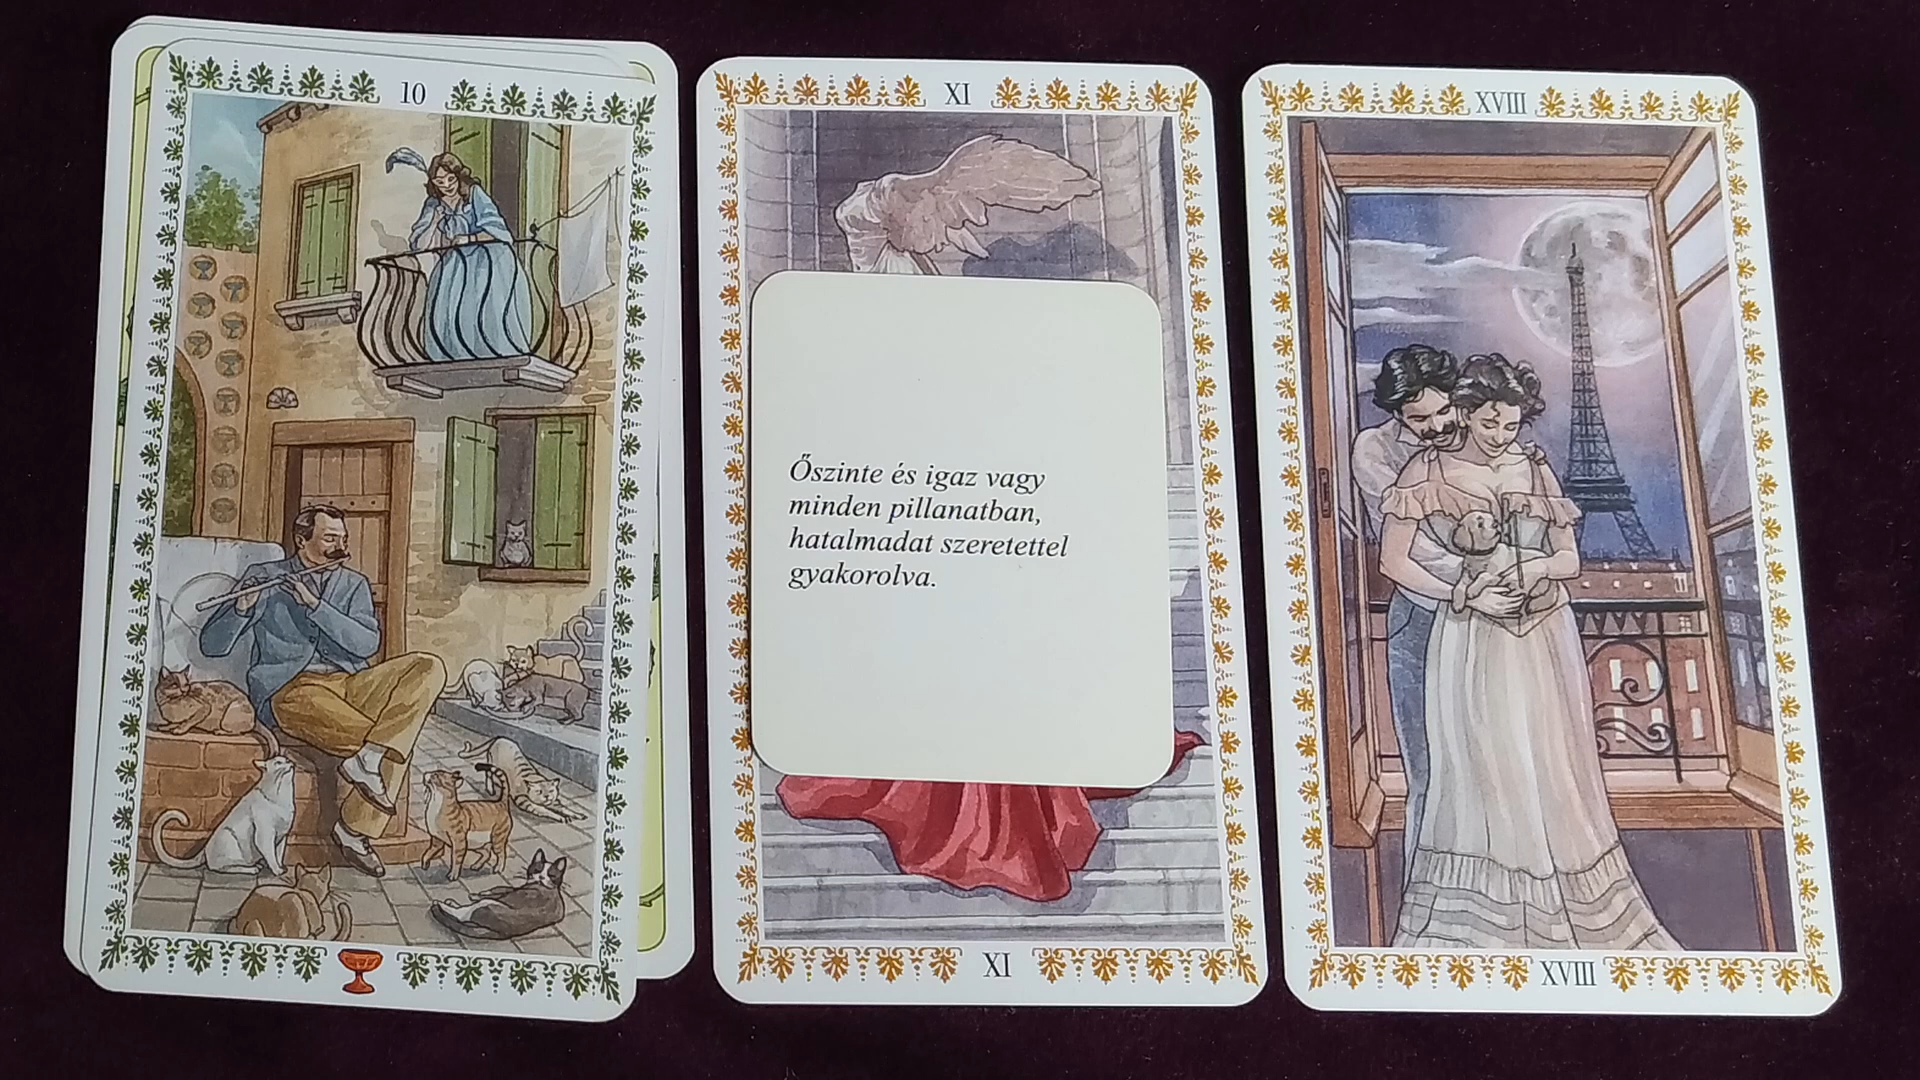 10
XI
XVIII
Őszinte és igaz vagy
minden pillanatban,
hatalmadat szeretettel
gyakorolva.
XI
XVIII